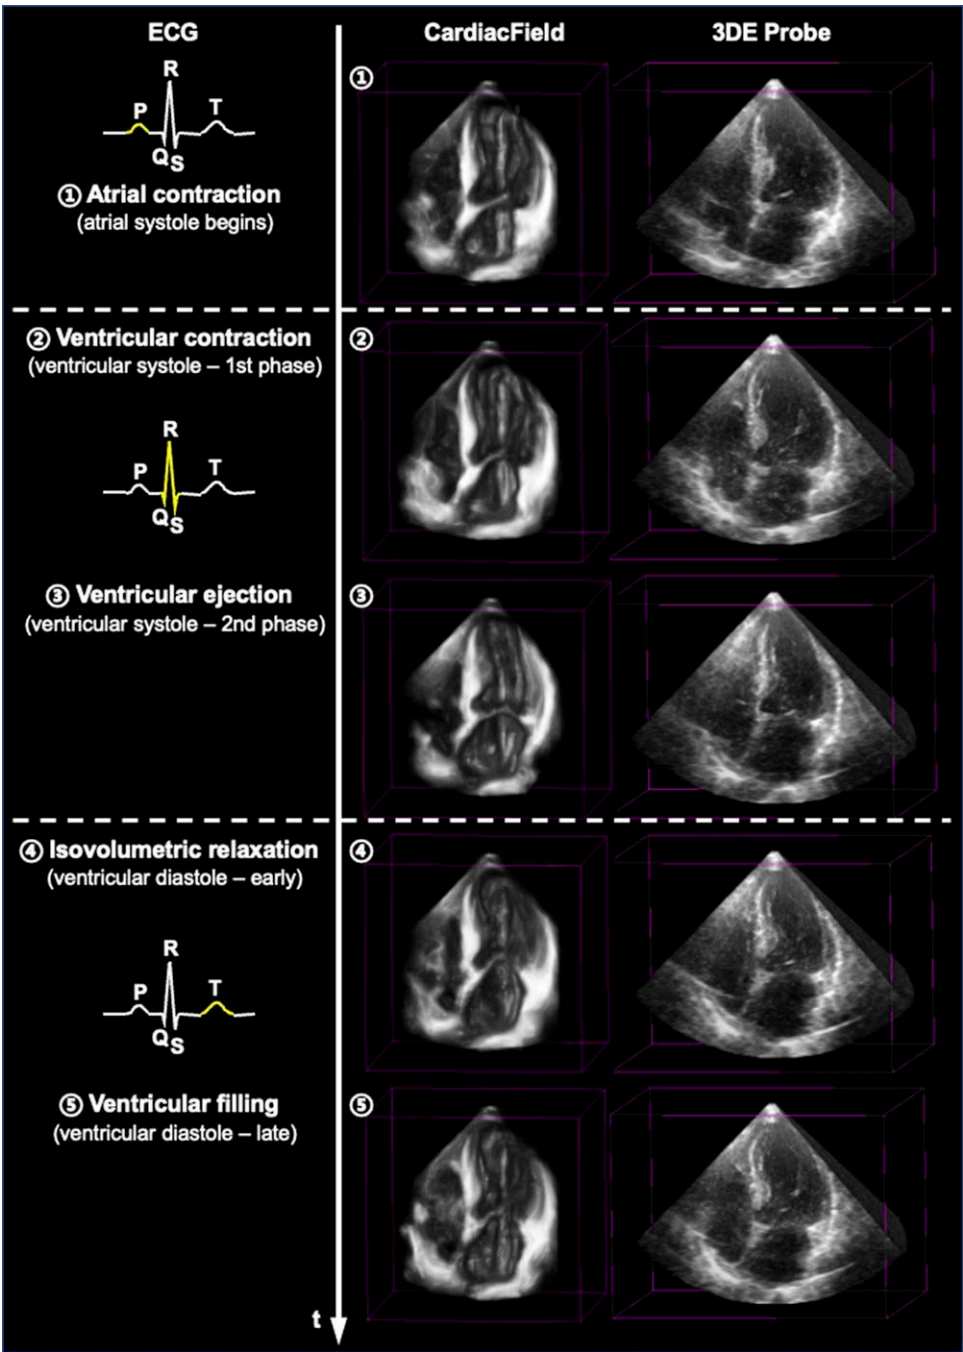 ECG
CardiacField
3DE Probe
R
P
T
Q
S
① Atrial contraction
(atrial systole begins)
①
② Ventricular contraction
(ventricular systole – 1st phase)
②
R
P
T
Q
S
③ Ventricular ejection
(ventricular systole – 2nd phase)
③
④ Isovolumetric relaxation
(ventricular diastole – early)
④
R
P
T
Q
S
⑤ Ventricular filling
(ventricular diastole – late)
⑤
t